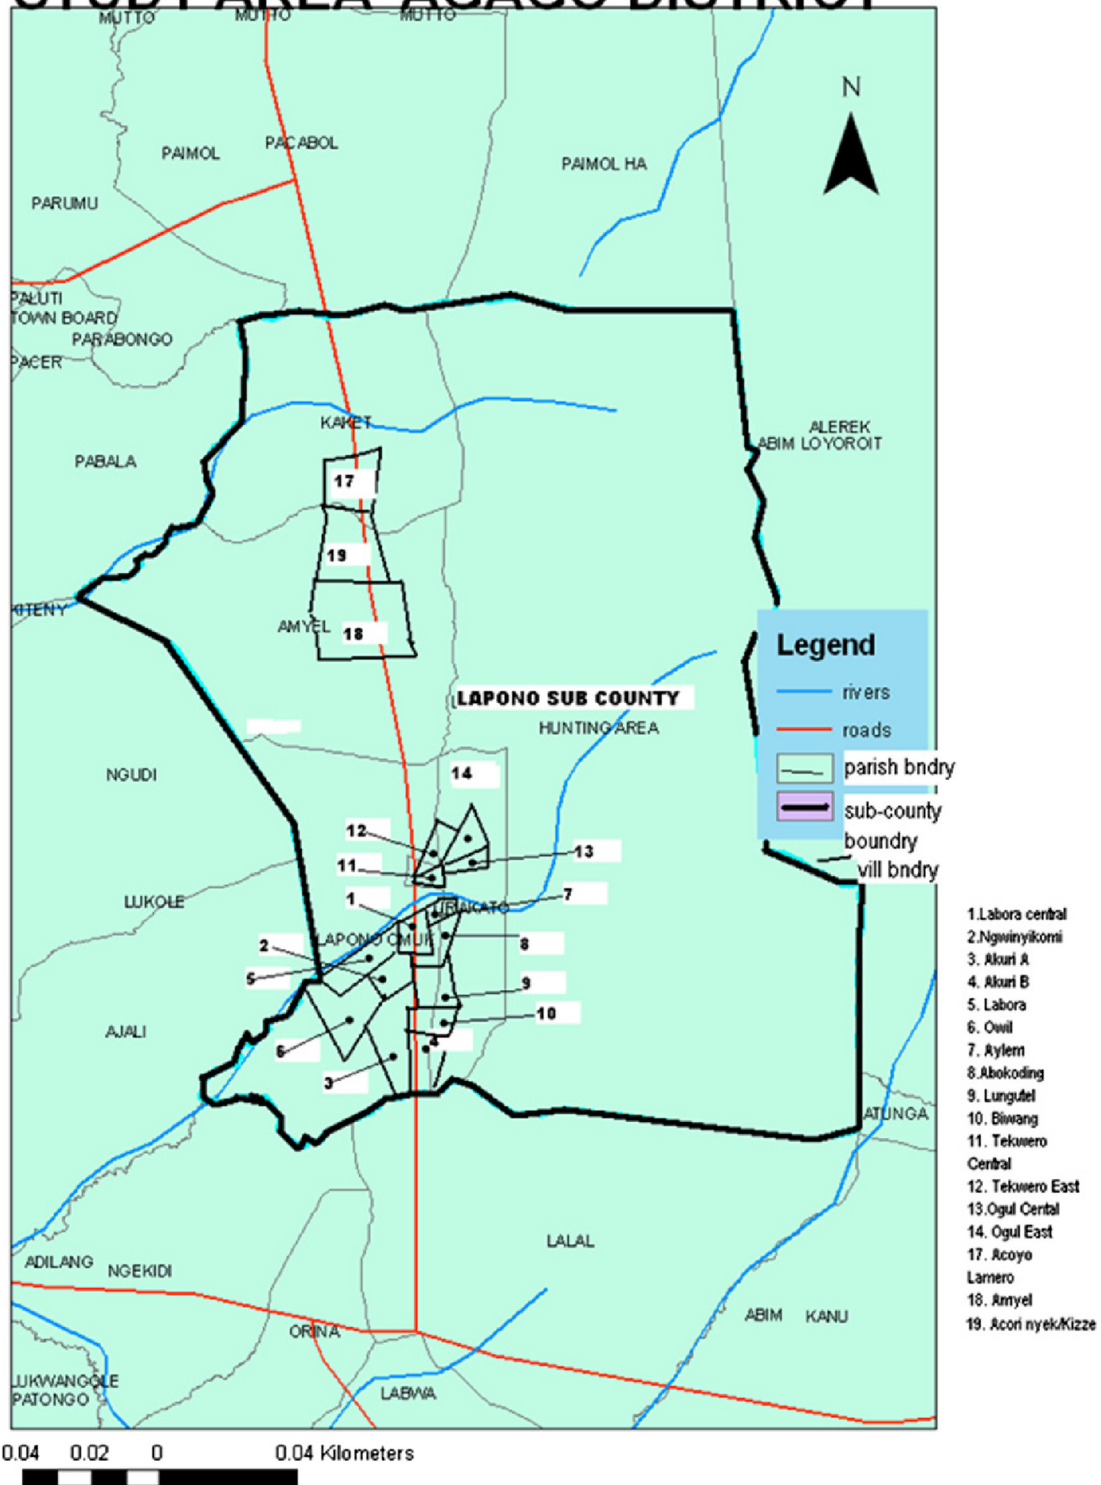 STUDY AREA AGAGO DISTRICT
MUTTO MUTTO MUTTO
N
PACABOL
PAIMOL
PAIMOL HA
PARUMU
PALUTI
TOWN BOARD
PARABONGO
PACER
KAKET
ALEREK
ABIM LOYOROIT
PABALA
17
19
KITENY
AMYEL
18
Legend
rivers
roads
parish bndry
sub-county
boundry
vill bndry
LAPONO SUB COUNTY
HUNTING AREA
NGUDI
14
12
13
11
7
1
LUKOLE
LIRAKATO
LAPONO CMUK
8
2
5
9
10
AJALI
4
6
3
ATUNGA
1.Labora central
2.Ngwinyikomi
3. Akuri A
4. Akuri B
5. Labora
6. Owil
7. Aylem
8.Abokoding
9. Lungutel
10. Biwang
11. Tekwero
Central
12. Tekwero East
13.Ogul Cental
14. Ogul East
17. Acoyo
Lamero
18. Amyel
19. Acori nyek/Kizze
LALAL
ADILANG
NGEKIDI
ABIM KANU
ORINA
LUKWANGOLE
PATONGO
LABWA
0.04 0.02 0 0.04 Kilometers